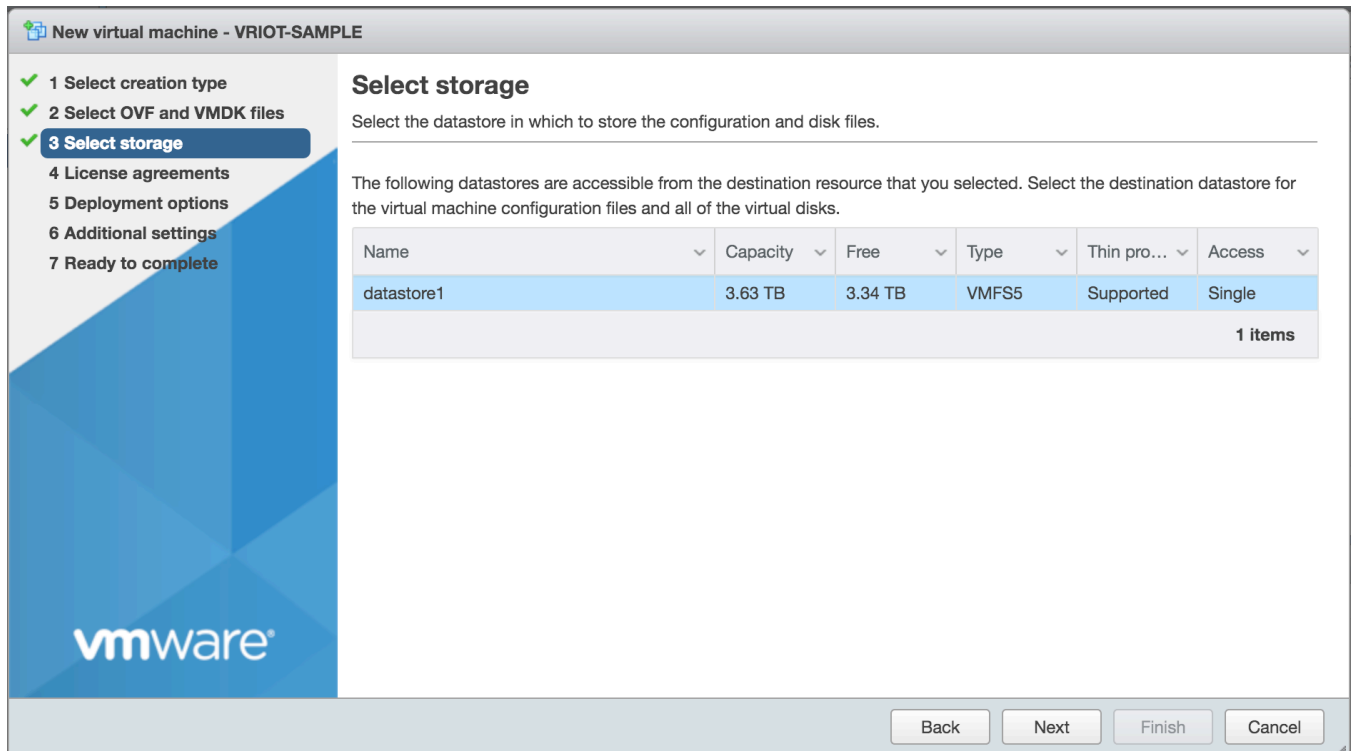 New virtual machine - VRIOT-SAMPLE
1 Select creation type
2 Select OVF and VMDK files
3 Select storage
4 License agreements
5 Deployment options
6 Additional settings
7 Ready to complete
vmware®
Select storage
Select the datastore in which to store the configuration and disk files.
The following datastores are accessible from the destination resource that you selected. Select the destination datastore for
the virtual machine configuration files and all of the virtual disks.
Name Capacity Free Type Thin pro... Access
datastore1 3.63 TB 3.34 TB VMFS5 Supported Single
1 items
Back Next Finish Cancel